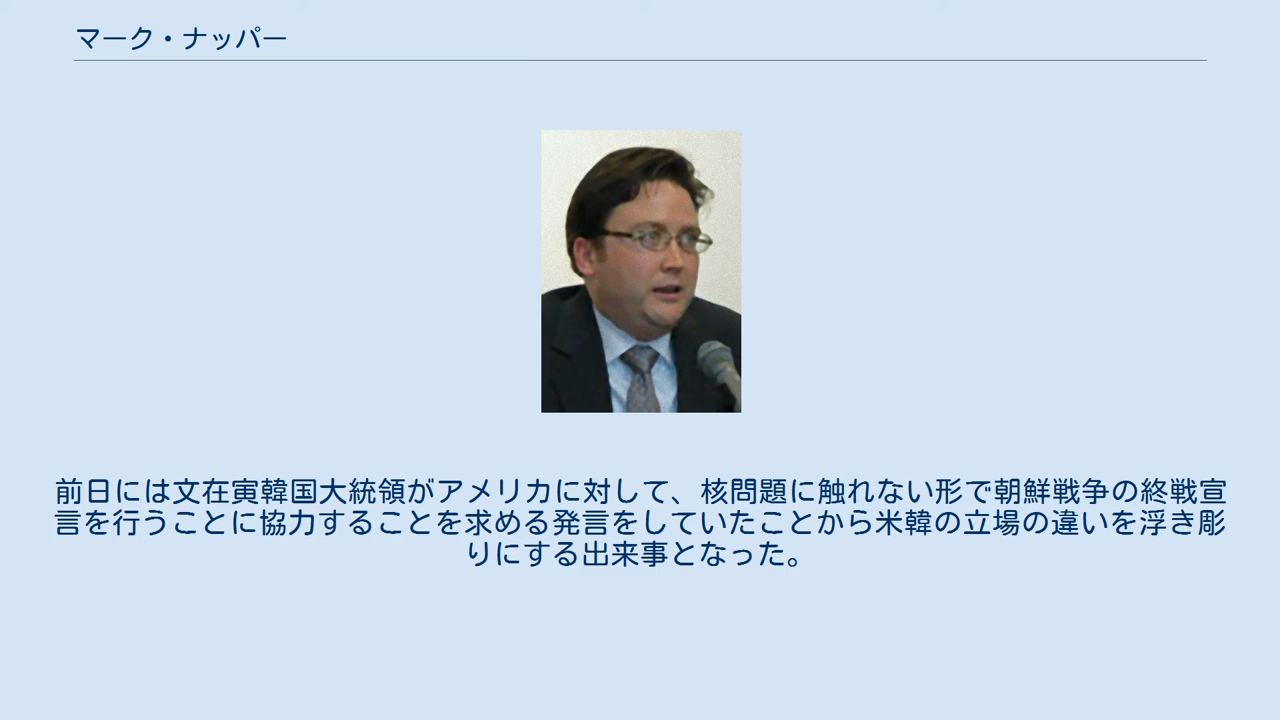 マーク・ナッパー
前日には文在寅韓国大統領がアメリカに対して、核問題に触れない形で朝鮮戦争の終戦宣
言を行うことに協力することを求める発言をしていたことから米韓の立場の違いを浮き彫
りにする出来事となった。